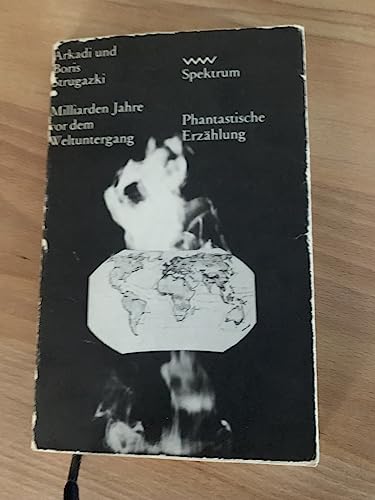 Arkadi und
Boris
Strugazki
Milliarden Jahre
vor dem
Weltuntergang
Spektrum
Phantastische
Erzählung